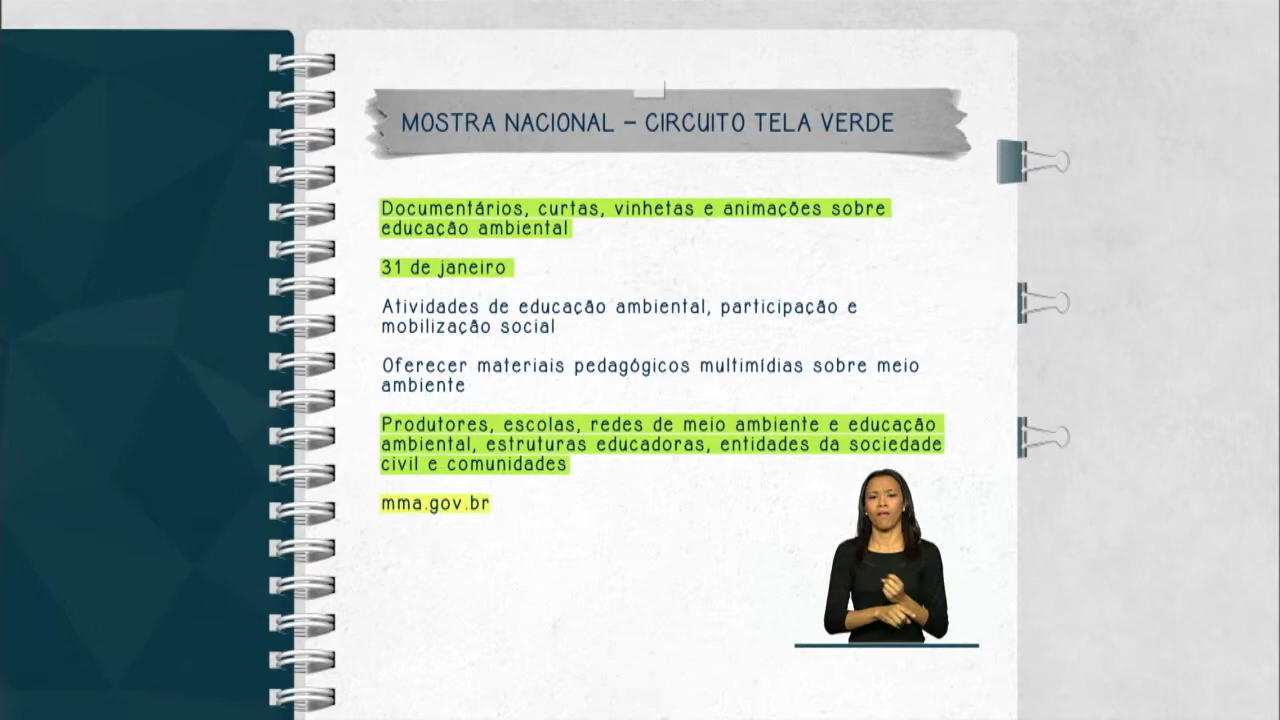 MOSTRA NACIONAL – CIRCUITO TELA VERDE
Documentários, curtas, vinhetas e animações sobre
educação ambiental
31 de janeiro
Atividades de educação ambiental, participação e
mobilização social
Oferecer materiais pedagógicos multimídias sobre meio
ambiente
Produtores, escolas, redes de meio ambiente e educação
ambiental, estruturas educadoras, entidades da sociedade
civil e comunidades
mma.gov.br